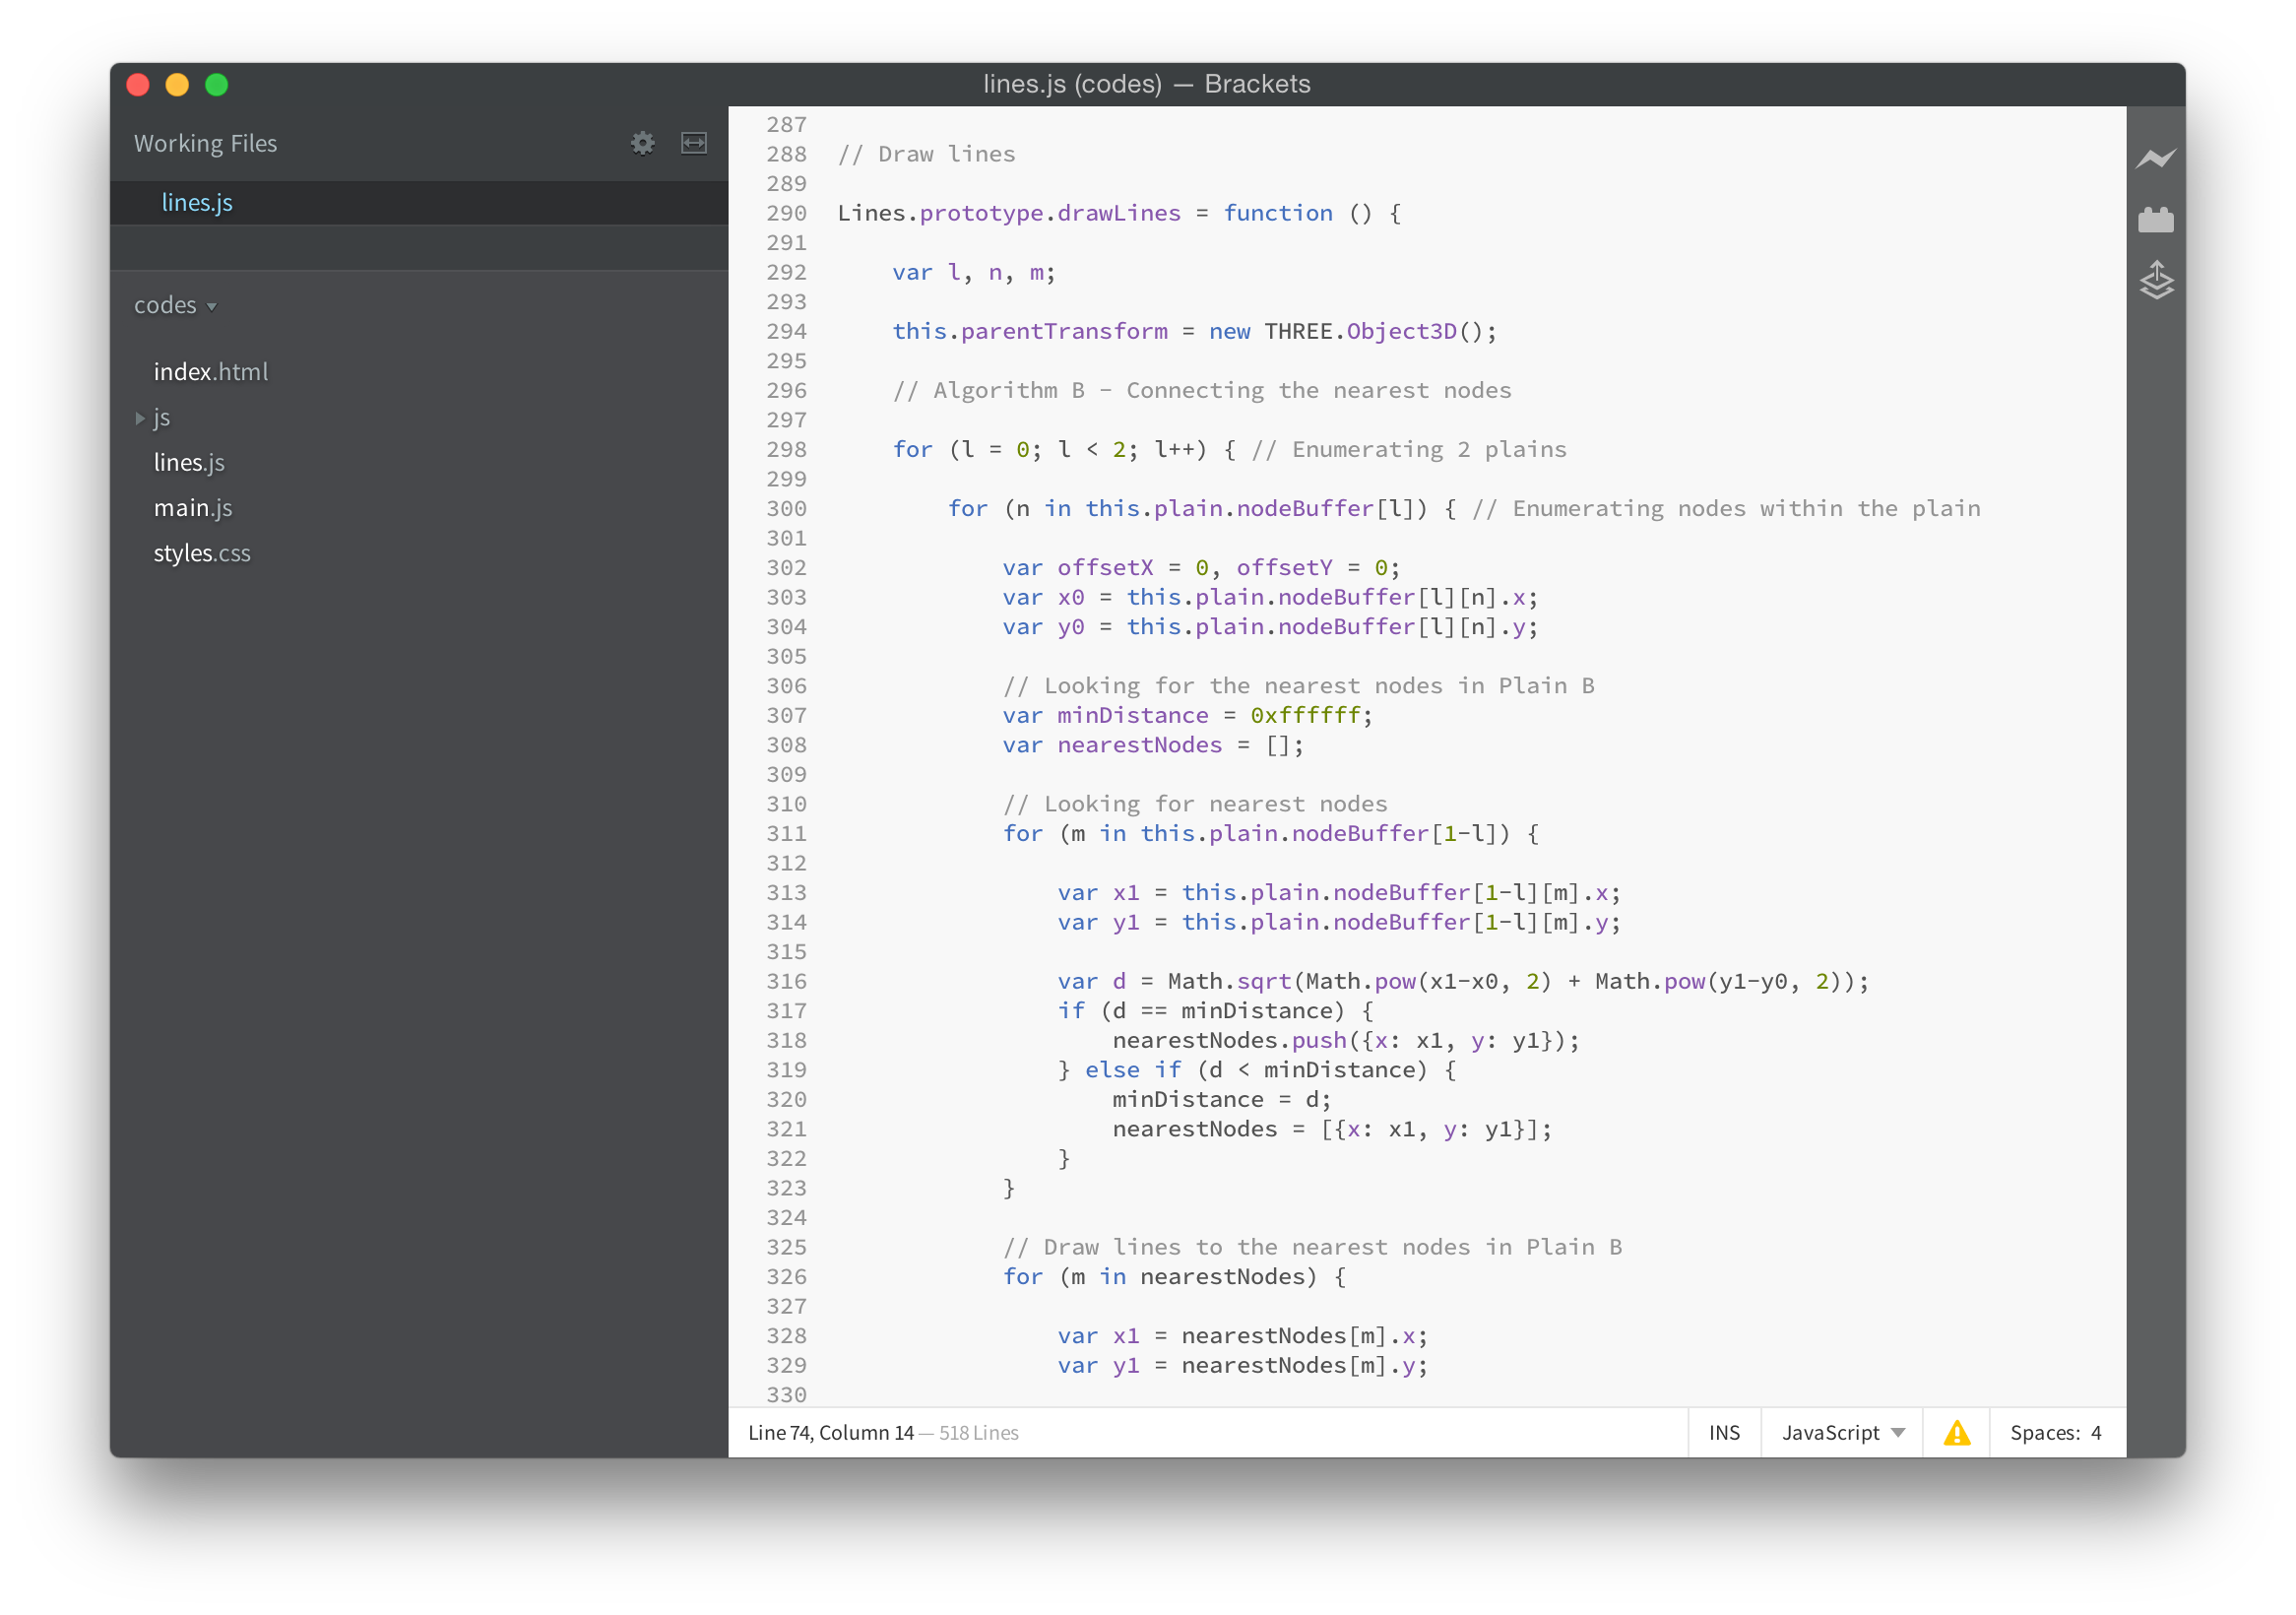 lines.js (codes) — Brackets
Working Files
lines.js
codes
index.html
js
lines.js
main.js
styles.css
287
288 // Draw lines
289
290 Lines.prototype.drawLines = function () {
291
292     var l, n, m;
293
294     this.parentTransform = new THREE.Object3D();
295
296     // Algorithm B - Connecting the nearest nodes
297
298     for (l = 0; l < 2; l++) { // Enumerating 2 plains
299
300         for (n in this.plain.nodeBuffer[l]) { // Enumerating nodes within the plain
301
302             var offsetX = 0, offsetY = 0;
303             var x0 = this.plain.nodeBuffer[l][n].x;
304             var y0 = this.plain.nodeBuffer[l][n].y;
305
306             // Looking for the nearest nodes in Plain B
307             var minDistance = 0xffffff;
308             var nearestNodes = [];
309
310             // Looking for nearest nodes
311             for (m in this.plain.nodeBuffer[1-l]) {
312
313                 var x1 = this.plain.nodeBuffer[1-l][m].x;
314                 var y1 = this.plain.nodeBuffer[1-l][m].y;
315
316                 var d = Math.sqrt(Math.pow(x1-x0, 2) + Math.pow(y1-y0, 2));
317                 if (d == minDistance) {
318                     nearestNodes.push({x: x1, y: y1});
319                 } else if (d < minDistance) {
320                     minDistance = d;
321                     nearestNodes = [{x: x1, y: y1}];
322                 }
323             }
324
325             // Draw lines to the nearest nodes in Plain B
326             for (m in nearestNodes) {
327
328                 var x1 = nearestNodes[m].x;
329                 var y1 = nearestNodes[m].y;
330
Line 74, Column 14 — 518 Lines
INS
JavaScript
Spaces: 4